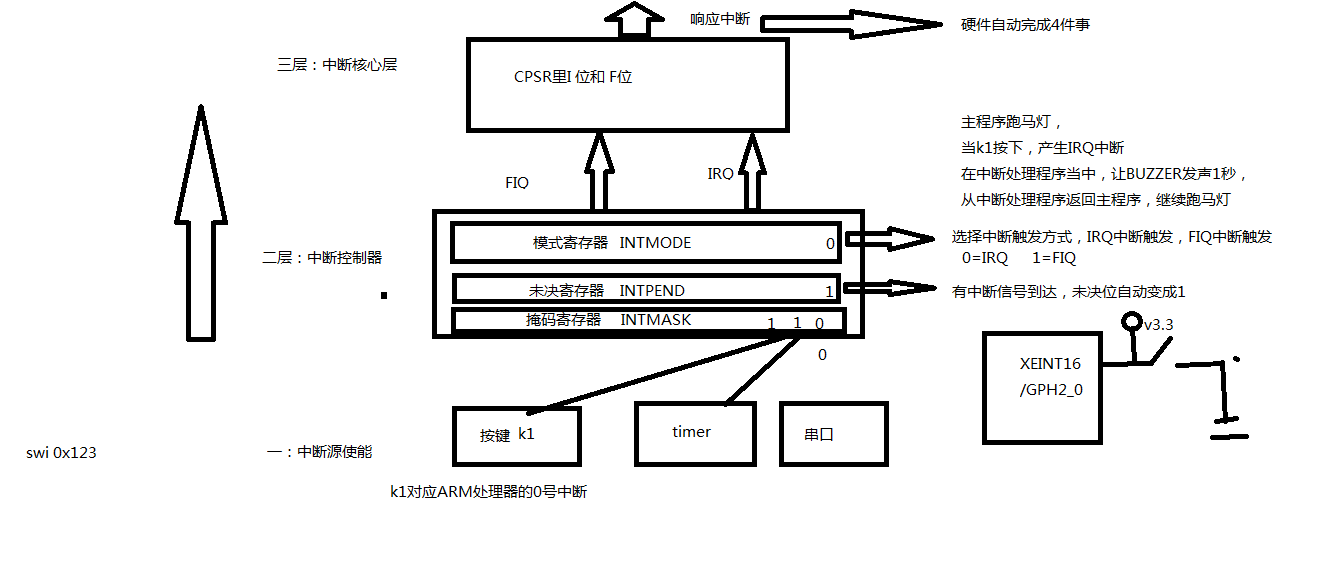 响应中断
硬件自动完成4件事
三层：中断核心层
CPSR里I 位和 F位
主程序跑马灯，
当k1按下，产生IRQ中断
在中断处理程序当中，让BUZZER发声1秒，
从中断处理程序返回主程序，继续跑马灯
FIQ
IRQ
二层：中断控制器
模式寄存器 INTMODE 0
选择中断触发方式，IRQ中断触发，FIQ中断触发
0=IRQ 1=FIQ
未决寄存器 INTPEND 1
有中断信号到达，未决位自动变成1
掩码寄存器 INTMASK 1 1 0
0
v3.3
XEINT16
/GPH2_0
swi 0x123
一：中断源使能
按键 k1
timer
串口
k1对应ARM处理器的0号中断